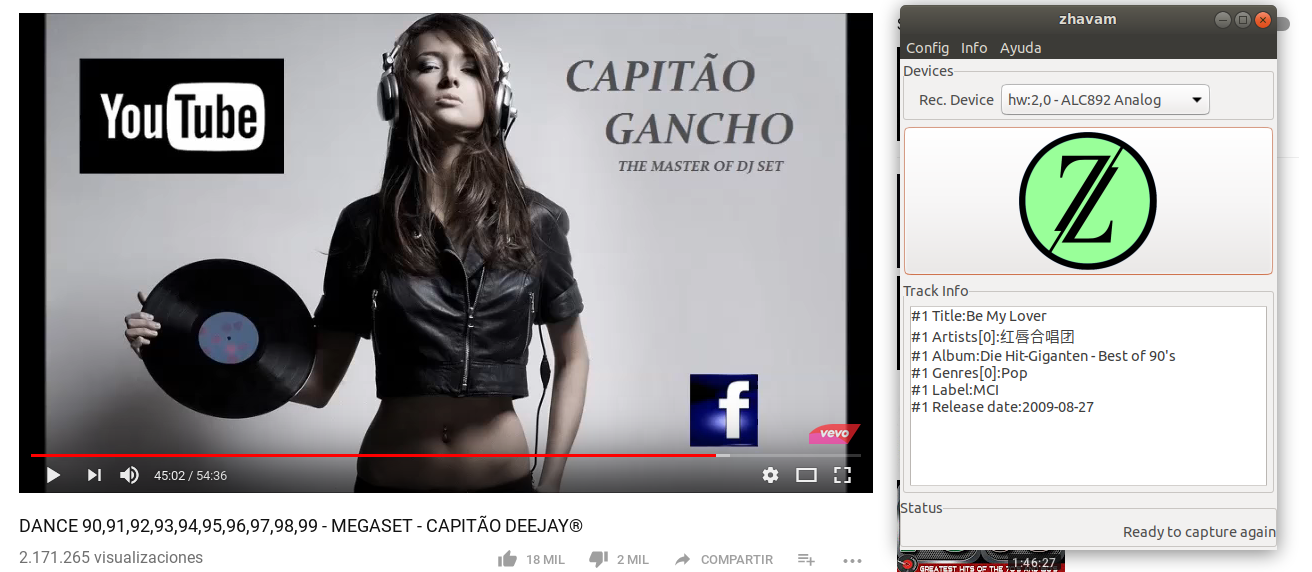 YouTube
CAPITÃO
GANCHO
THE MASTER OF DJ SET
f
vevo
45:02 / 54:36
DANCE 90,91,92,93,94,95,96,97,98,99 - MEGASET - CAPITÃO DEEJAY®
2.171.265 visualizaciones
18 MIL
2 MIL
COMPARTIR
zhavam
Config Info Ayuda
Devices
Rec. Device hw:2,0 - ALC892 Analog
Z
Track Info
#1 Title:Be My Lover
#1 Artists[0]:红唇合唱团
#1 Album:Die Hit-Giganten - Best of 90's
#1 Genres[0]:Pop
#1 Label:MCI
#1 Release date:2009-08-27
Status
Ready to capture again
1:46:27
GREATEST HITS OF THE